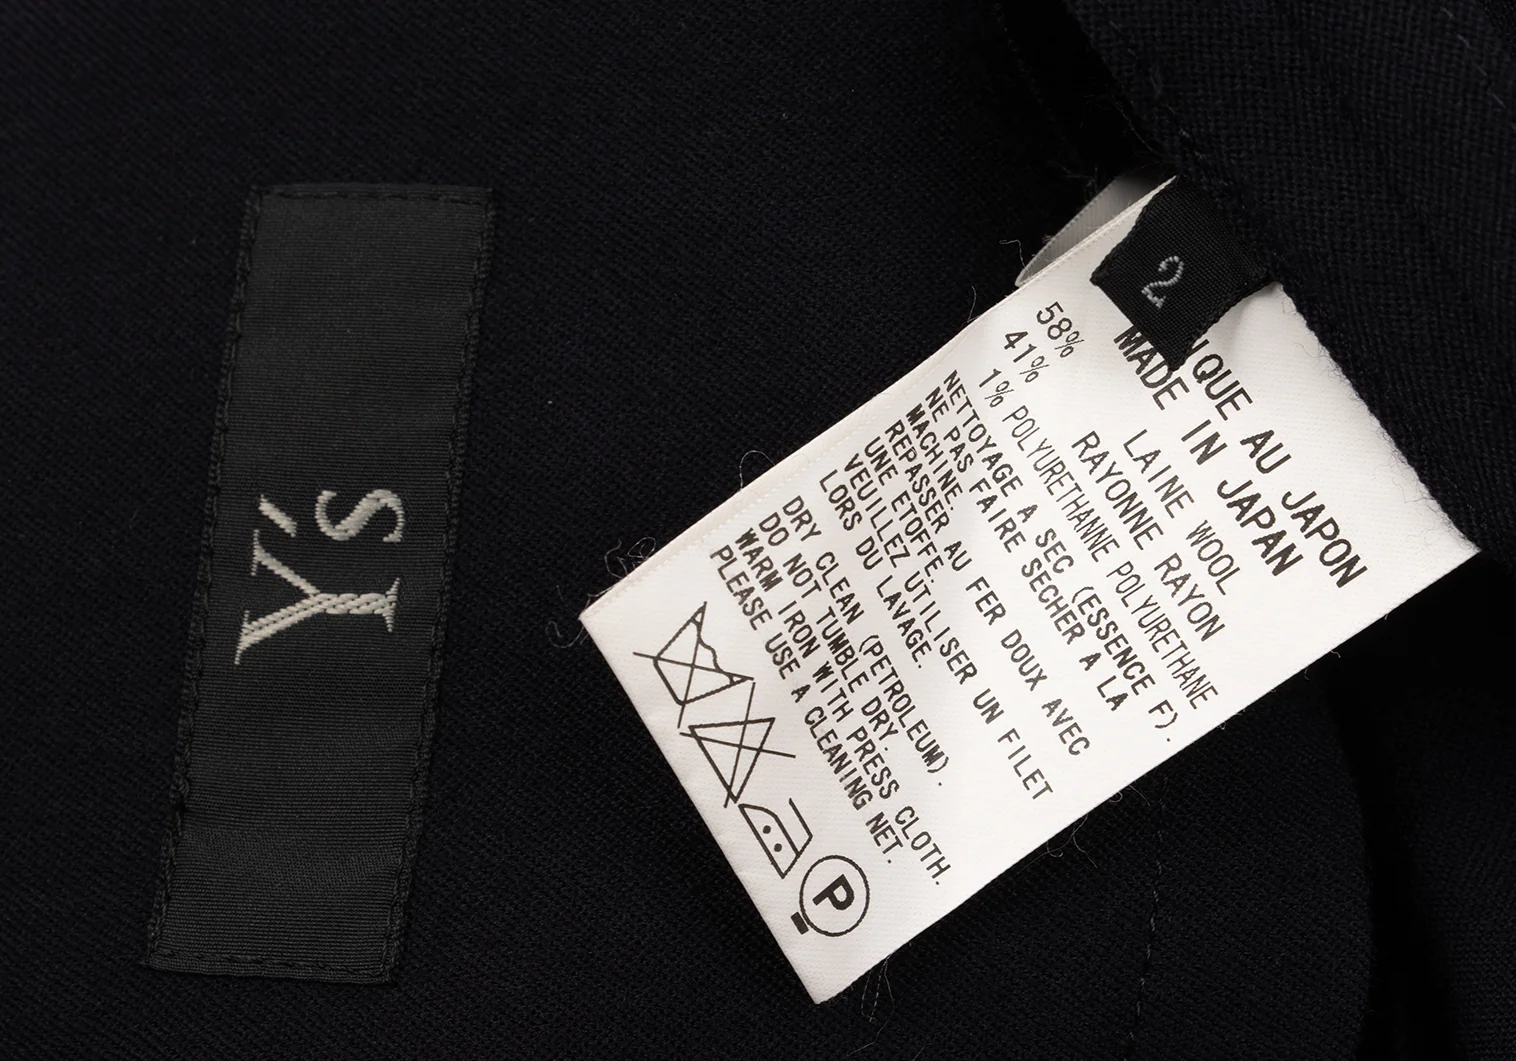 Y's
2
IQUE AU JAPON
MADE IN JAPAN
58% LAINE WOOL
41% RAYONNE RAYON
1% POLYURETHANNE POLYURETHANE
NETTOYAGE A SEC (ESSENCE F).
NE PAS FAIRE SECHER A LA
MACHINE.
REPASSER AU FER DOUX AVEC
UNE ETOFFE.
VEUILLEZ UTILISER UN FILET
LORS DU LAVAGE.
DRY CLEAN (PETROLEUM).
DO NOT TUMBLE DRY.
WARM IRON WITH PRESS CLOTH.
PLEASE USE A CLEANING NET.
P